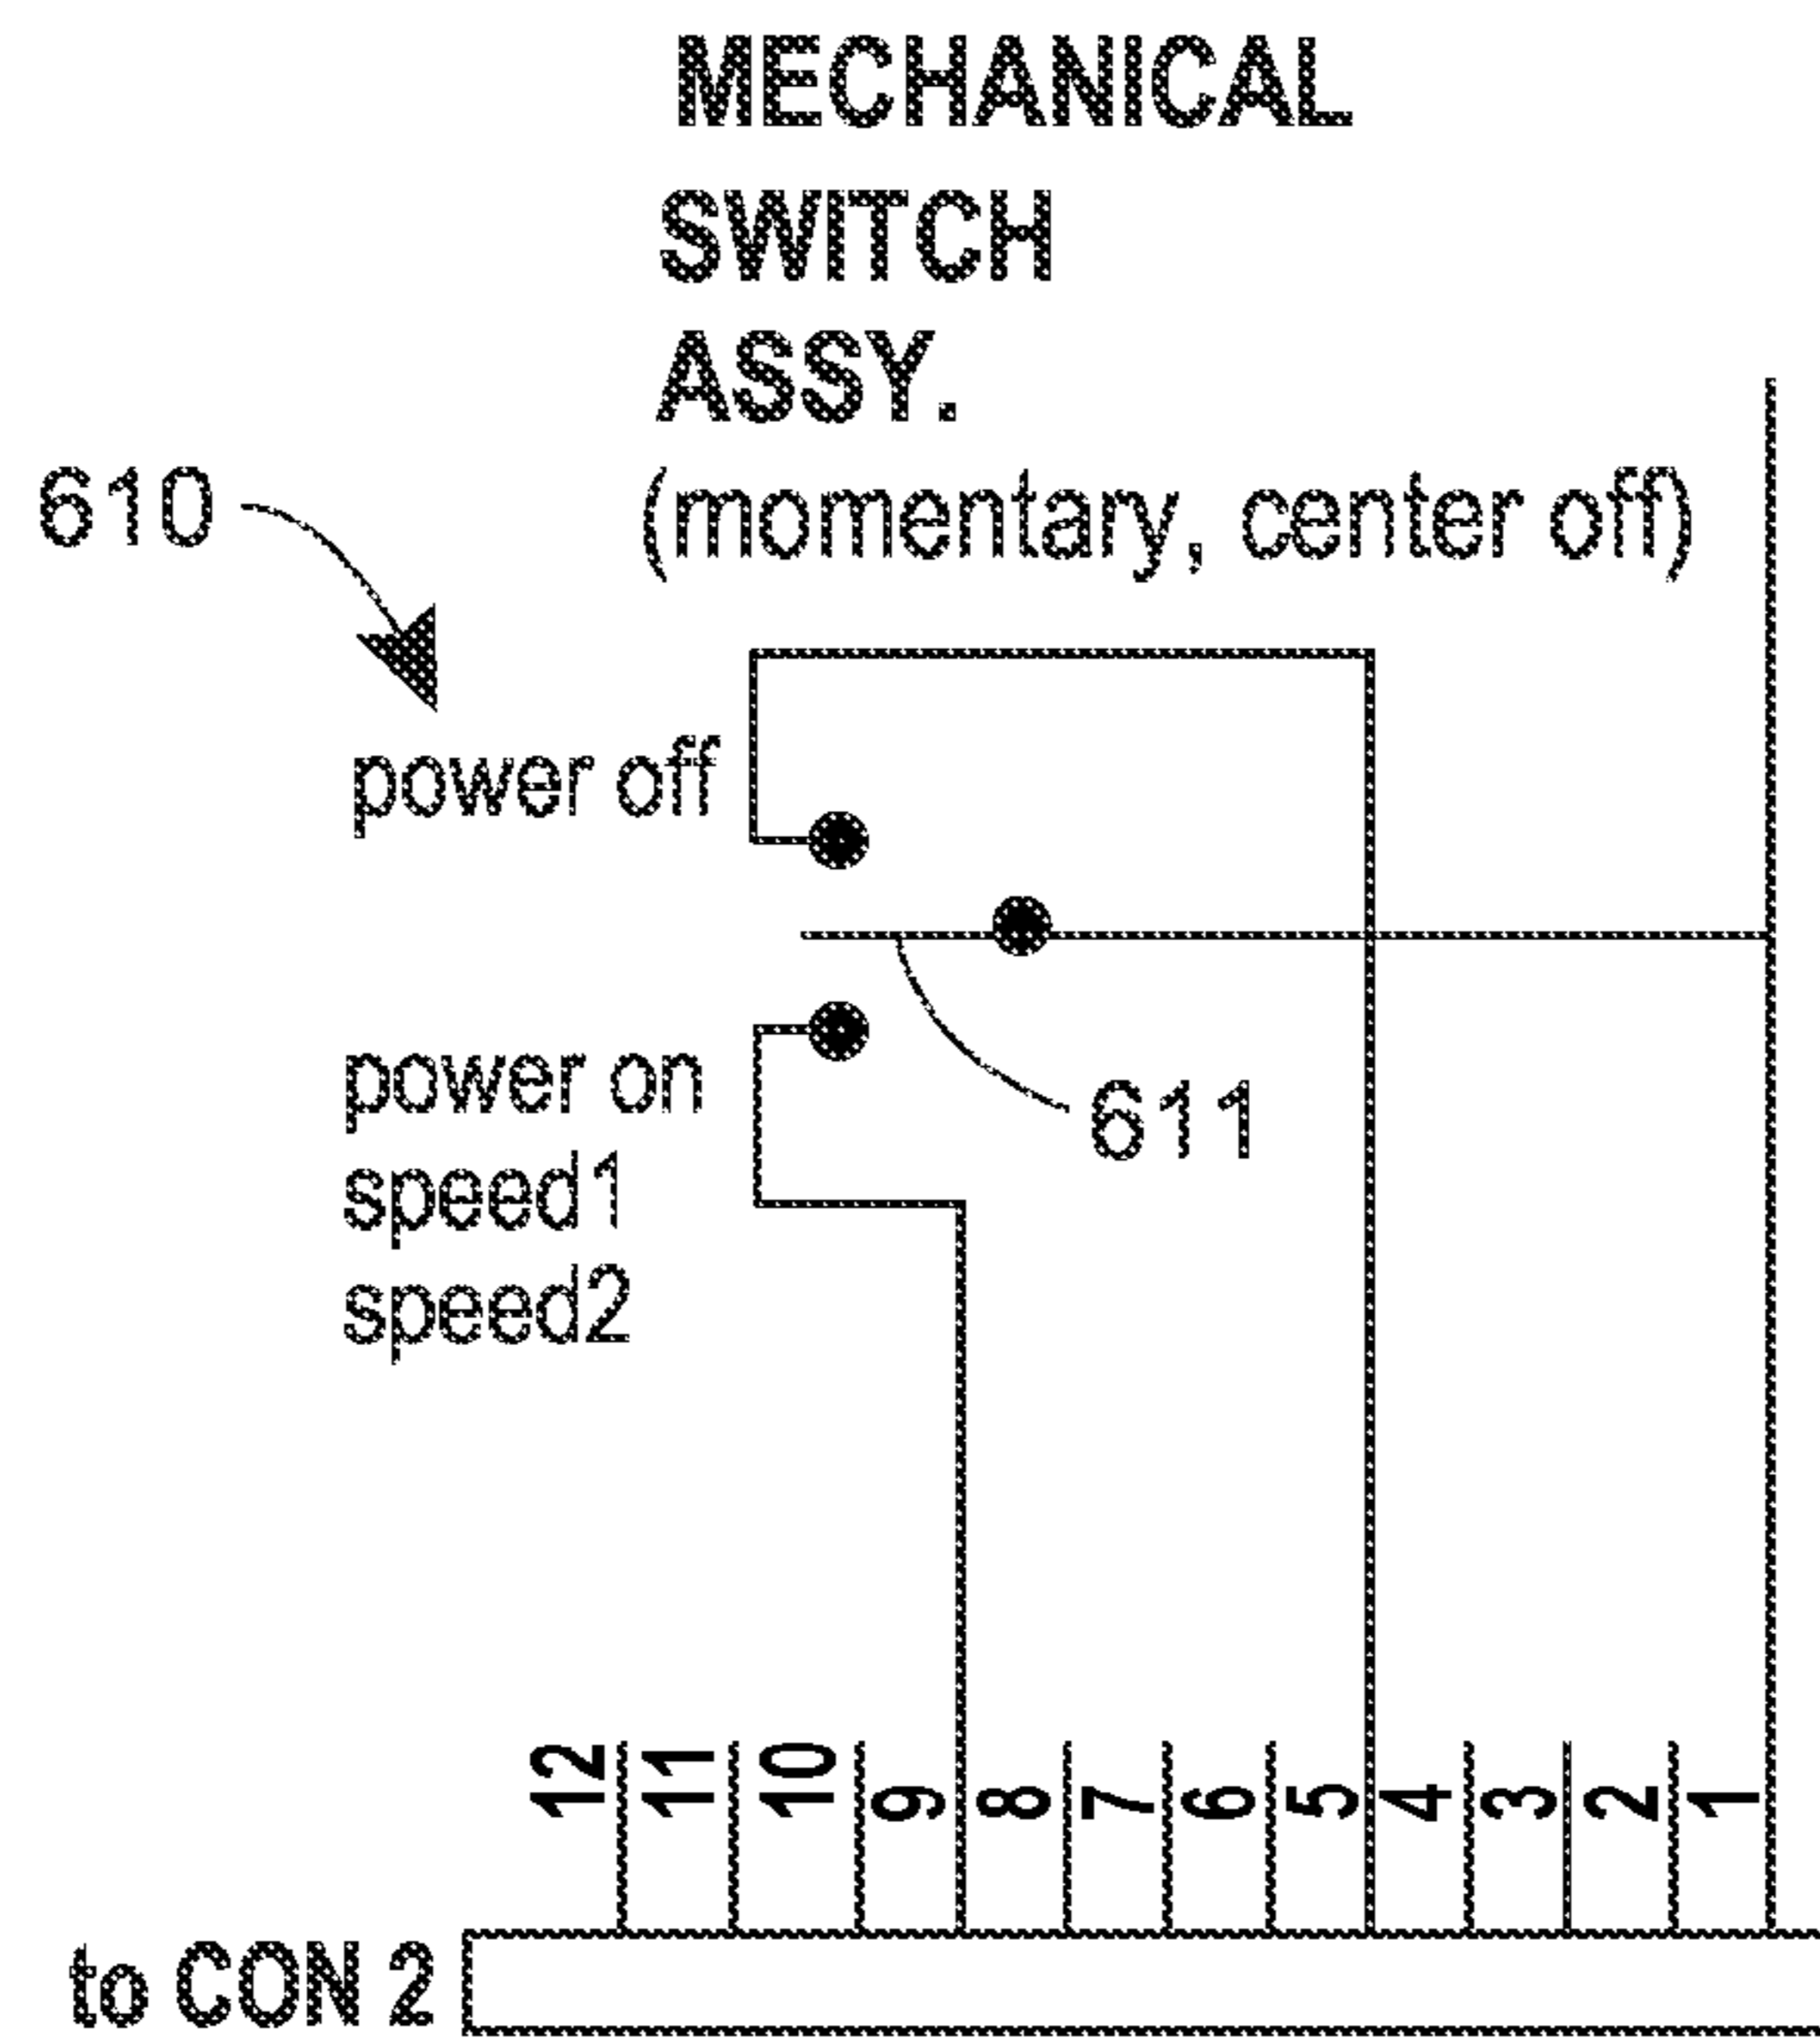 MECHANICAL
SWITCH
ASSY.
(momentary, center off)
610
power off
power on
speed1
speed2
611
12 11 10 9 8 7 6 5 4 3 2 1
to CON 2